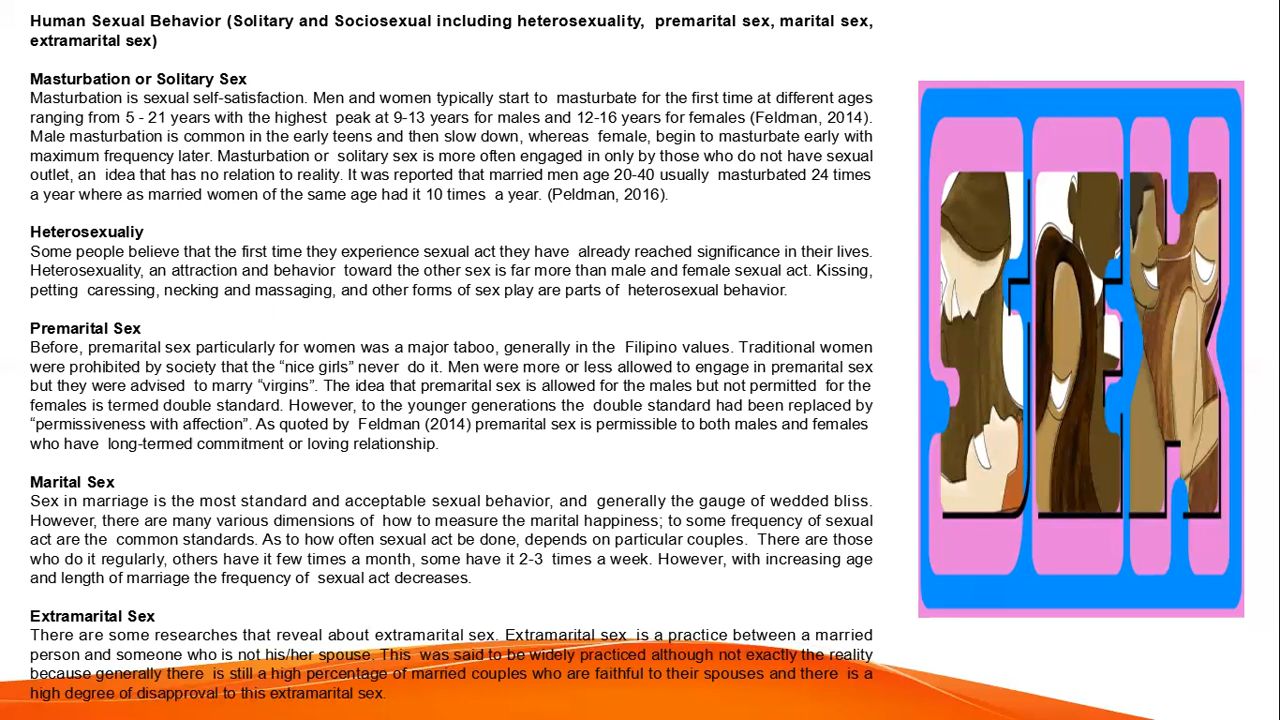 Human Sexual Behavior (Solitary and Sociosexual including heterosexuality, premarital sex, marital sex,
extramarital sex)
Masturbation or Solitary Sex
Masturbation is sexual self-satisfaction. Men and women typically start to masturbate for the first time at different ages
ranging from 5 - 21 years with the highest peak at 9-13 years for males and 12-16 years for females (Feldman, 2014).
Male masturbation is common in the early teens and then slow down, whereas female, begin to masturbate early with
maximum frequency later. Masturbation or solitary sex is more often engaged in only by those who do not have sexual
outlet, an idea that has no relation to reality. It was reported that married men age 20-40 usually masturbated 24 times
a year where as married women of the same age had it 10 times a year. (Peldman, 2016).
Heterosexualiy
Some people believe that the first time they experience sexual act they have already reached significance in their lives.
Heterosexuality, an attraction and behavior toward the other sex is far more than male and female sexual act. Kissing,
petting caressing, necking and massaging, and other forms of sex play are parts of heterosexual behavior.
Premarital Sex
Before, premarital sex particularly for women was a major taboo, generally in the Filipino values. Traditional women
were prohibited by society that the “nice girls” never do it. Men were more or less allowed to engage in premarital sex
but they were advised to marry “virgins”. The idea that premarital sex is allowed for the males but not permitted for the
females is termed double standard. However, to the younger generations the double standard had been replaced by
“permissiveness with affection”. As quoted by Feldman (2014) premarital sex is permissible to both males and females
who have long-termed commitment or loving relationship.
Marital Sex
Sex in marriage is the most standard and acceptable sexual behavior, and generally the gauge of wedded bliss.
However, there are many various dimensions of how to measure the marital happiness; to some frequency of sexual
act are the common standards. As to how often sexual act be done, depends on particular couples. There are those
who do it regularly, others have it few times a month, some have it 2-3 times a week. However, with increasing age
and length of marriage the frequency of sexual act decreases.
Extramarital Sex
There are some researches that reveal about extramarital sex. Extramarital sex is a practice between a married
person and someone who is not his/her spouse. This was said to be widely practiced although not exactly the reality
because generally there is still a high percentage of married couples who are faithful to their spouses and there is a
high degree of disapproval to this extramarital sex.
SEX